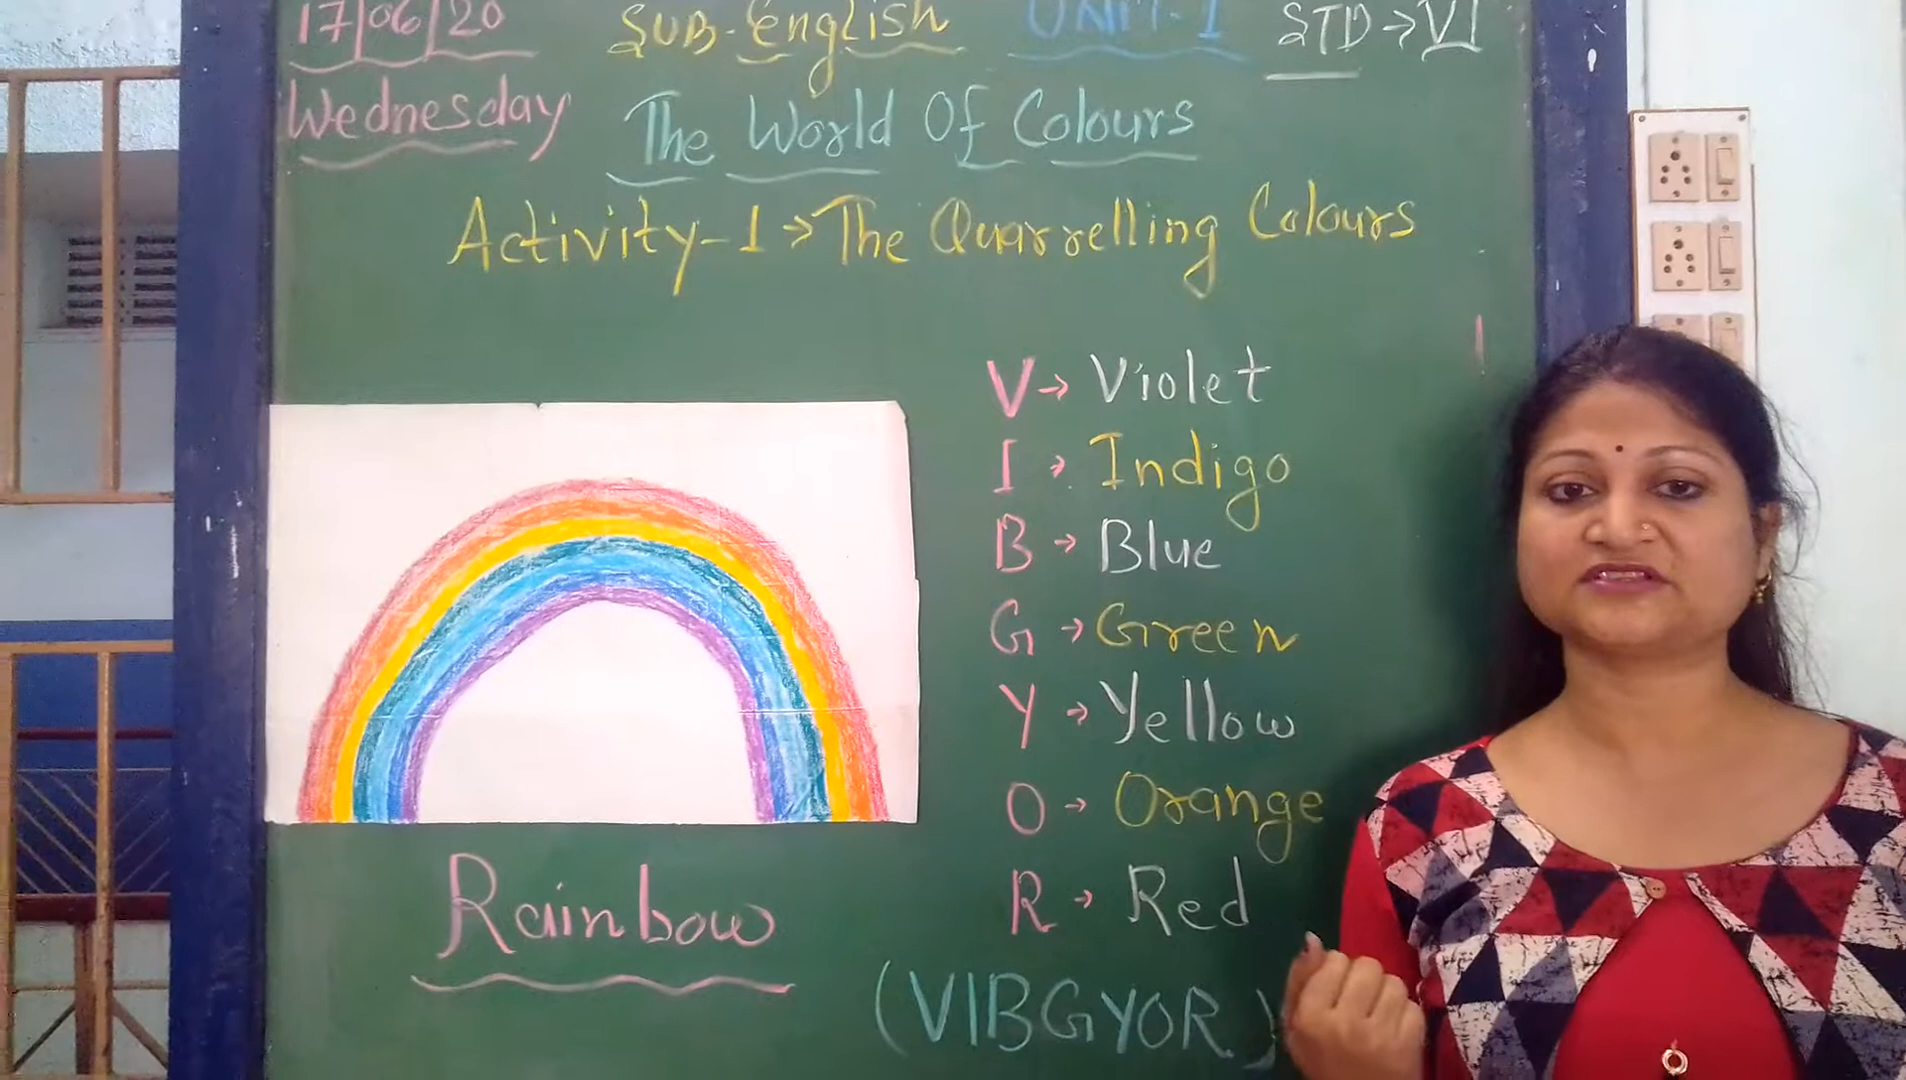 17/06/20 SUB-English UNIT-1 STD→VI
Wednesday The World Of Colours
Activity-1→The Quarrelling Colours
V→Violet
I→Indigo
B→Blue
G→Green
Y→Yellow
O→Orange
R→Red
Rainbow
(VIBGYOR)